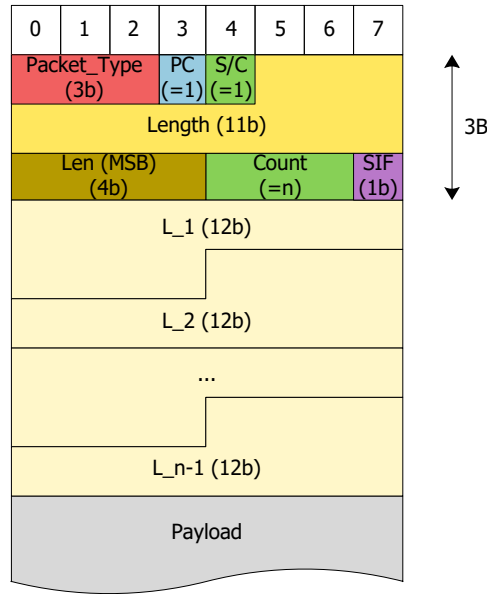 0 1 2 3 4 5 6 7
Packet_Type PC S/C
(3b) (=1) (=1)
Length (11b)
3B
Len (MSB) Count SIF
(4b) (=n) (1b)
L_1 (12b)
L_2 (12b)
...
L_n-1 (12b)
Payload